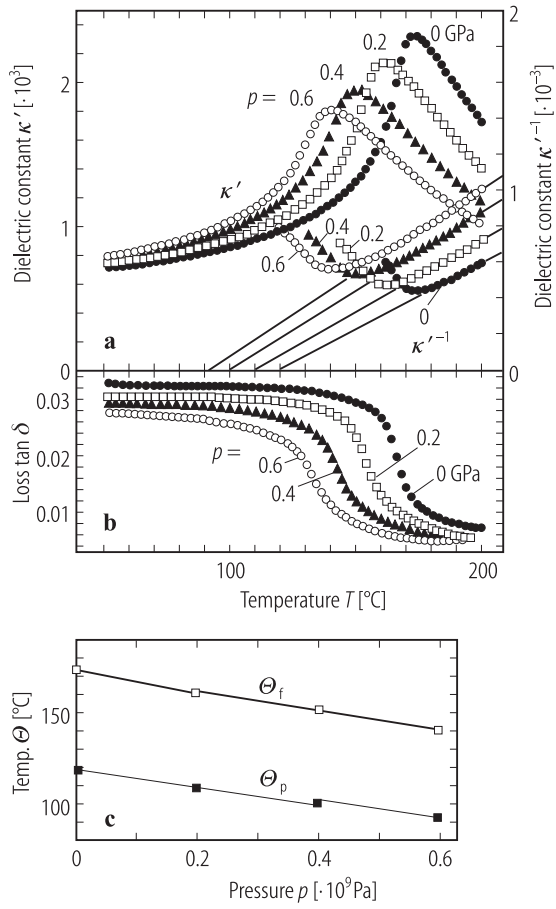 2
2
0 GPa
0.2
0.4
p = 0.6
κ′
1
1
0.4
0.2
0.6
0
κ′⁻¹
a
0
0
Dielectric constant κ′ [· 10³]
Dielectric constant κ′⁻¹ [· 10⁻³]
0.03
0.02
0.01
Loss tan δ
p =
0.6
0.4
0.2
0 GPa
b
100
200
Temperature T [°C]
Temp. Θ [°C]
150
100
Θf
Θp
c
0 0.2 0.4 0.6
Pressure p [· 10⁹Pa]